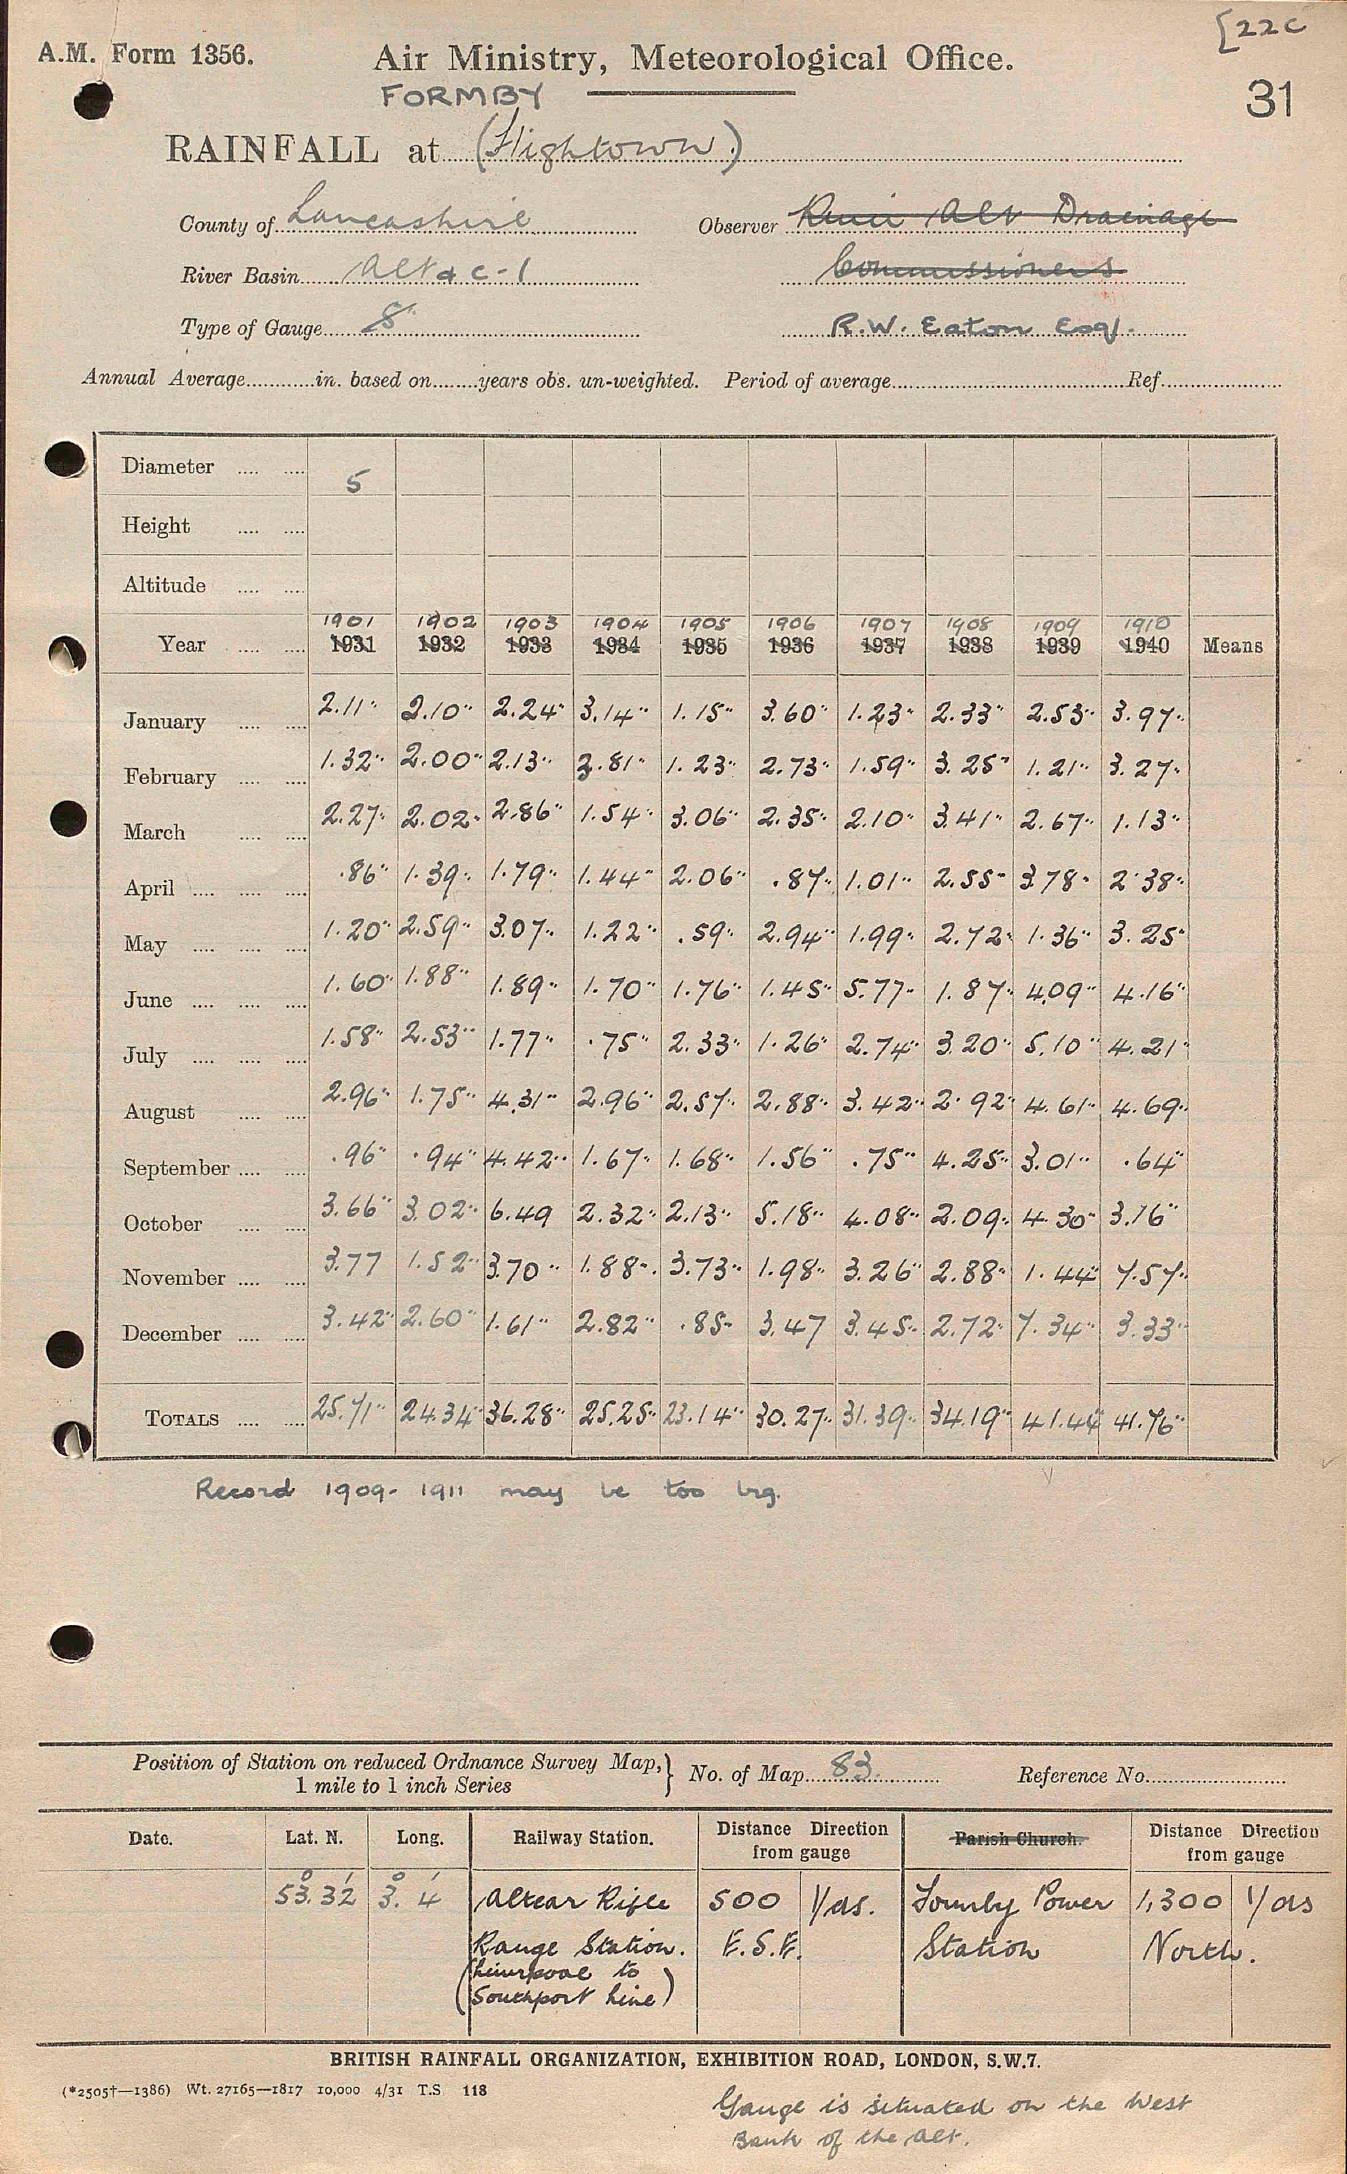 [22C
A.M. Form 1356.
Air Ministry, Meteorological Office.
31
FORMBY
RAINFALL at (Hightown)
County of Lancashire
Observer River Alt Drainage
River Basin Alt & C-1
Commissioners
Type of Gauge 8"
R.W. Eaton Esq.
Annual Average............in. based on........years obs. un-weighted. Period of average........................Ref.....................
Diameter .... .... 5
Height .... ....
Altitude .... ....
1901 1902 1903 1904 1905 1906 1907 1908 1909 1910
Year .... .... 1931 1932 1933 1934 1935 1936 1937 1938 1939 1940 Means
January .... .... 2.11" 2.10" 2.24" 3.14" 1.15" 3.60" 1.23" 2.33" 2.53" 3.97"
February .... .... 1.32" 2.00" 2.13" 2.81" 1.23" 2.73" 1.59" 3.25" 1.21" 3.27"
March .... .... 2.27" 2.02" 2.86" 1.54" 3.06" 2.35" 2.10" 3.41" 2.67" 1.13"
April .... .... .... .86" 1.39" 1.79" 1.44" 2.06" .87" 1.01" 2.55" 3.78" 2.38"
May .... .... .... 1.20" 2.59" 3.07" 1.22" .59" 2.94" 1.99" 2.72" 1.36" 3.25"
June .... .... .... 1.60" 1.88" 1.89" 1.70" 1.76" 1.45" 5.77" 1.87" 4.09" 4.16"
July .... .... .... 1.58" 2.53" 1.77" .75" 2.33" 1.26" 2.74" 3.20" 5.10" 4.21"
August .... .... 2.96" 1.75" 4.31" 2.96" 2.57" 2.88" 3.42" 2.92" 4.61" 4.69"
September .... .... .96" .94" 4.42" 1.67" 1.68" 1.56" .75" 4.25" 3.01" .64"
October .... .... 3.66" 3.02" 6.49 2.32" 2.13" 5.18" 4.08" 2.09" 4.30" 3.76"
November .... .... 3.77 1.52" 3.70" 1.88" 3.73" 1.98" 3.26" 2.88" 1.44" 7.57"
December .... .... 3.42" 2.60" 1.61" 2.82" .85" 3.47 3.45" 2.72" 7.34" 3.33"
TOTALS .... .... 25.71" 24.34" 36.28" 25.25" 23.14" 30.27" 31.39" 34.19" 41.44 41.76"
Record 1909-1911 may be too lrg.
Position of Station on reduced Ordnance Survey Map,
1 mile to 1 inch Series
No. of Map 83 Reference No.
Date. Lat. N. Long. Railway Station. Distance Direction from gauge Parish Church. Distance Direction from gauge
53° 32' 3° 4' Altcar Rifle 500 Yds. Formby Power 1,300 Yds
Range Station. E.S.E. Station North.
(Liverpool to
Southport Line)
BRITISH RAINFALL ORGANIZATION, EXHIBITION ROAD, LONDON, S.W.7.
(*2505†—1386) Wt. 27165—1817 10,000 4/31 T.S. 118
Gauge is situated on the West
Bank of the Alt.